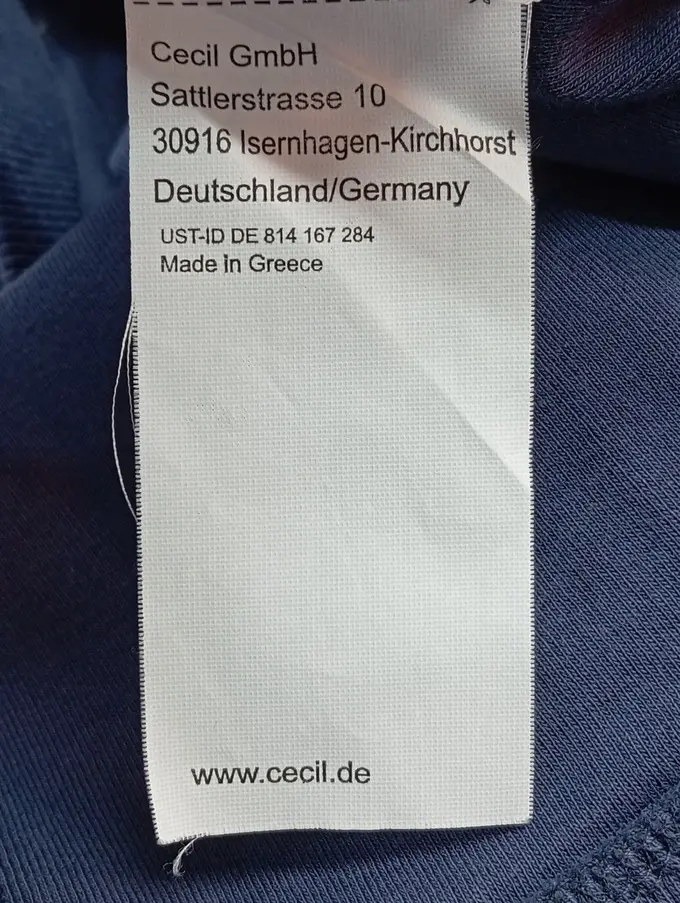 Cecil GmbH
Sattlerstrasse 10
30916 Isernhagen-Kirchhorst
Deutschland/Germany
UST-ID DE 814 167 284
Made in Greece
www.cecil.de